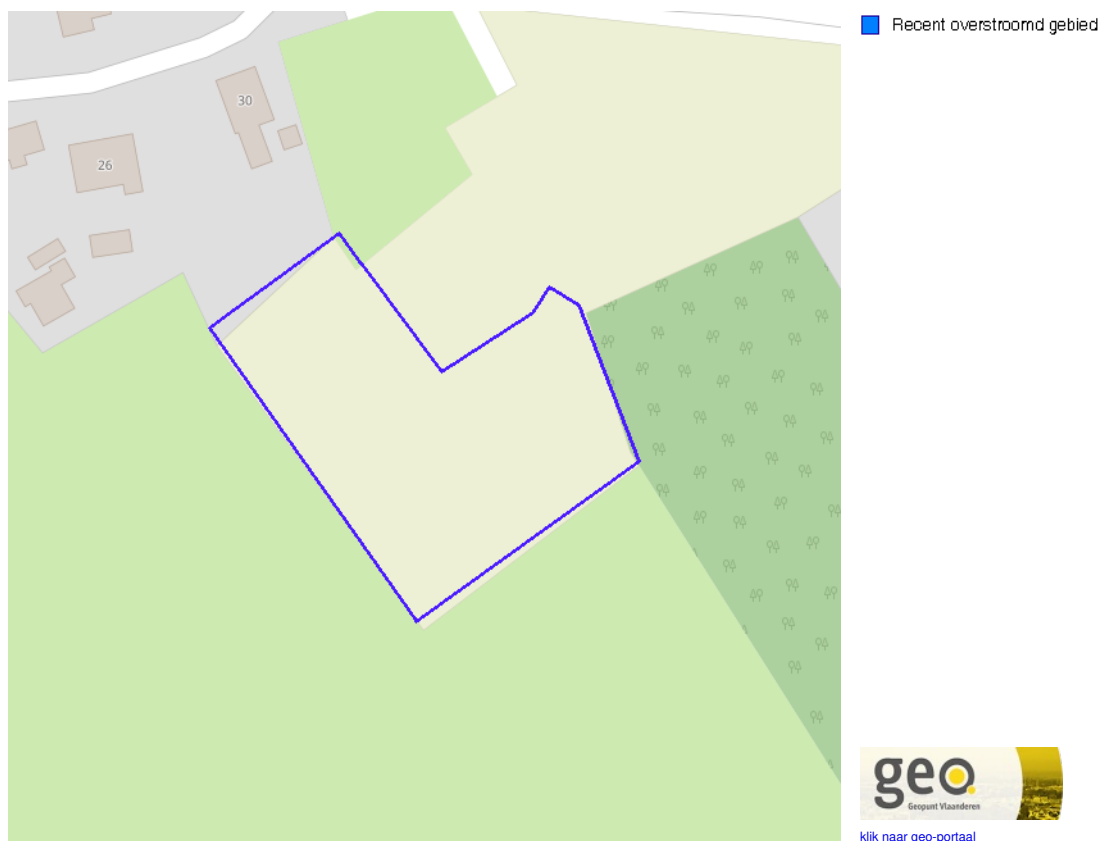 Recent overstroomd gebied
30
26
geo
Geopunt Vlaanderen
klik naar geo-portaal